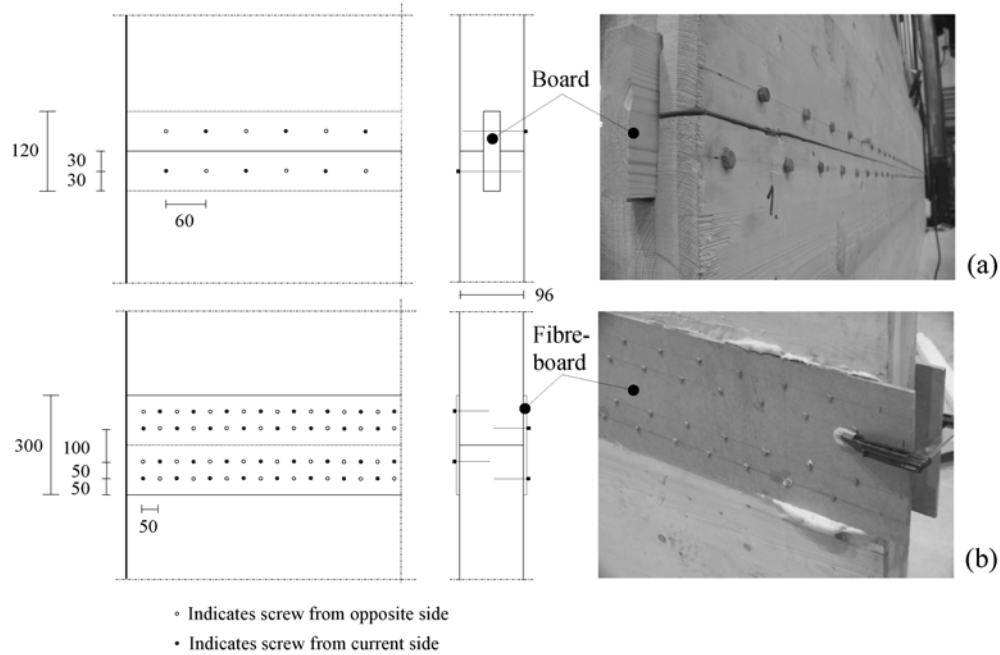 Board
120
30
30
60
(a)
96
Fibre-
board
300
100
50
50
50
(b)
1.
◦ Indicates screw from opposite side
• Indicates screw from current side